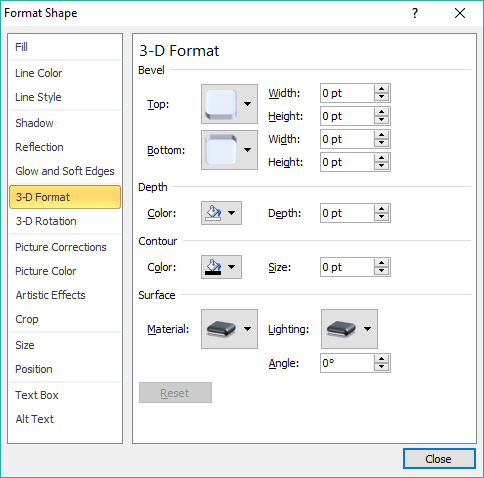 Format Shape ?
Fill
Line Color
Line Style
Shadow
Reflection
Glow and Soft Edges
3-D Format
3-D Rotation
Picture Corrections
Picture Color
Artistic Effects
Crop
Size
Position
Text Box
Alt Text
3-D Format
Bevel
Top: Width: 0 pt
Height: 0 pt
Bottom: Width: 0 pt
Height: 0 pt
Depth
Color: Depth: 0 pt
Contour
Color: Size: 0 pt
Surface
Material: Lighting:
Angle: 0°
Reset
Close